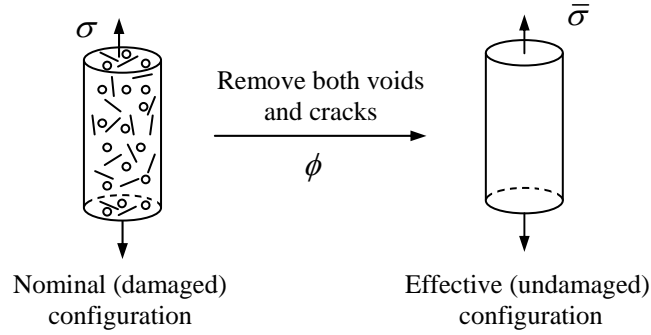 σ
σ̄
Remove both voids
and cracks
ϕ
Nominal (damaged)
configuration
Effective (undamaged)
configuration